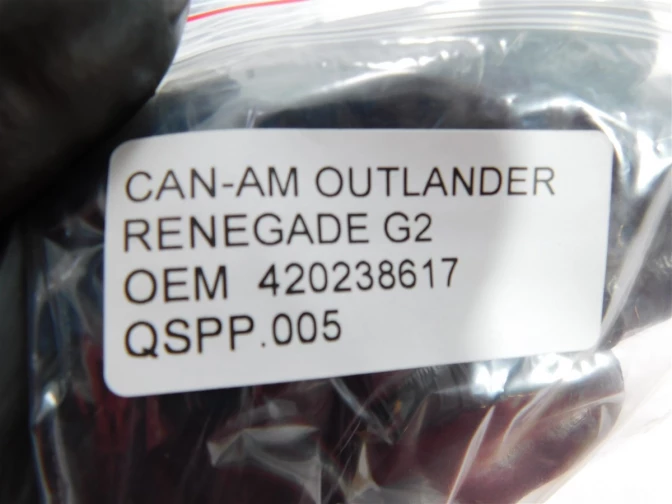 CAN-AM OUTLANDER
RENEGADE G2
OEM 420238617
QSPP.005